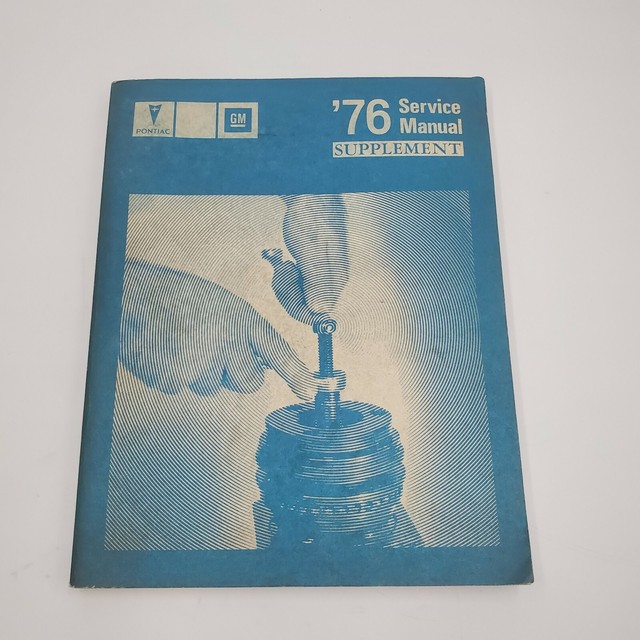 PONTIAC
GM
'76 Service
Manual
SUPPLEMENT